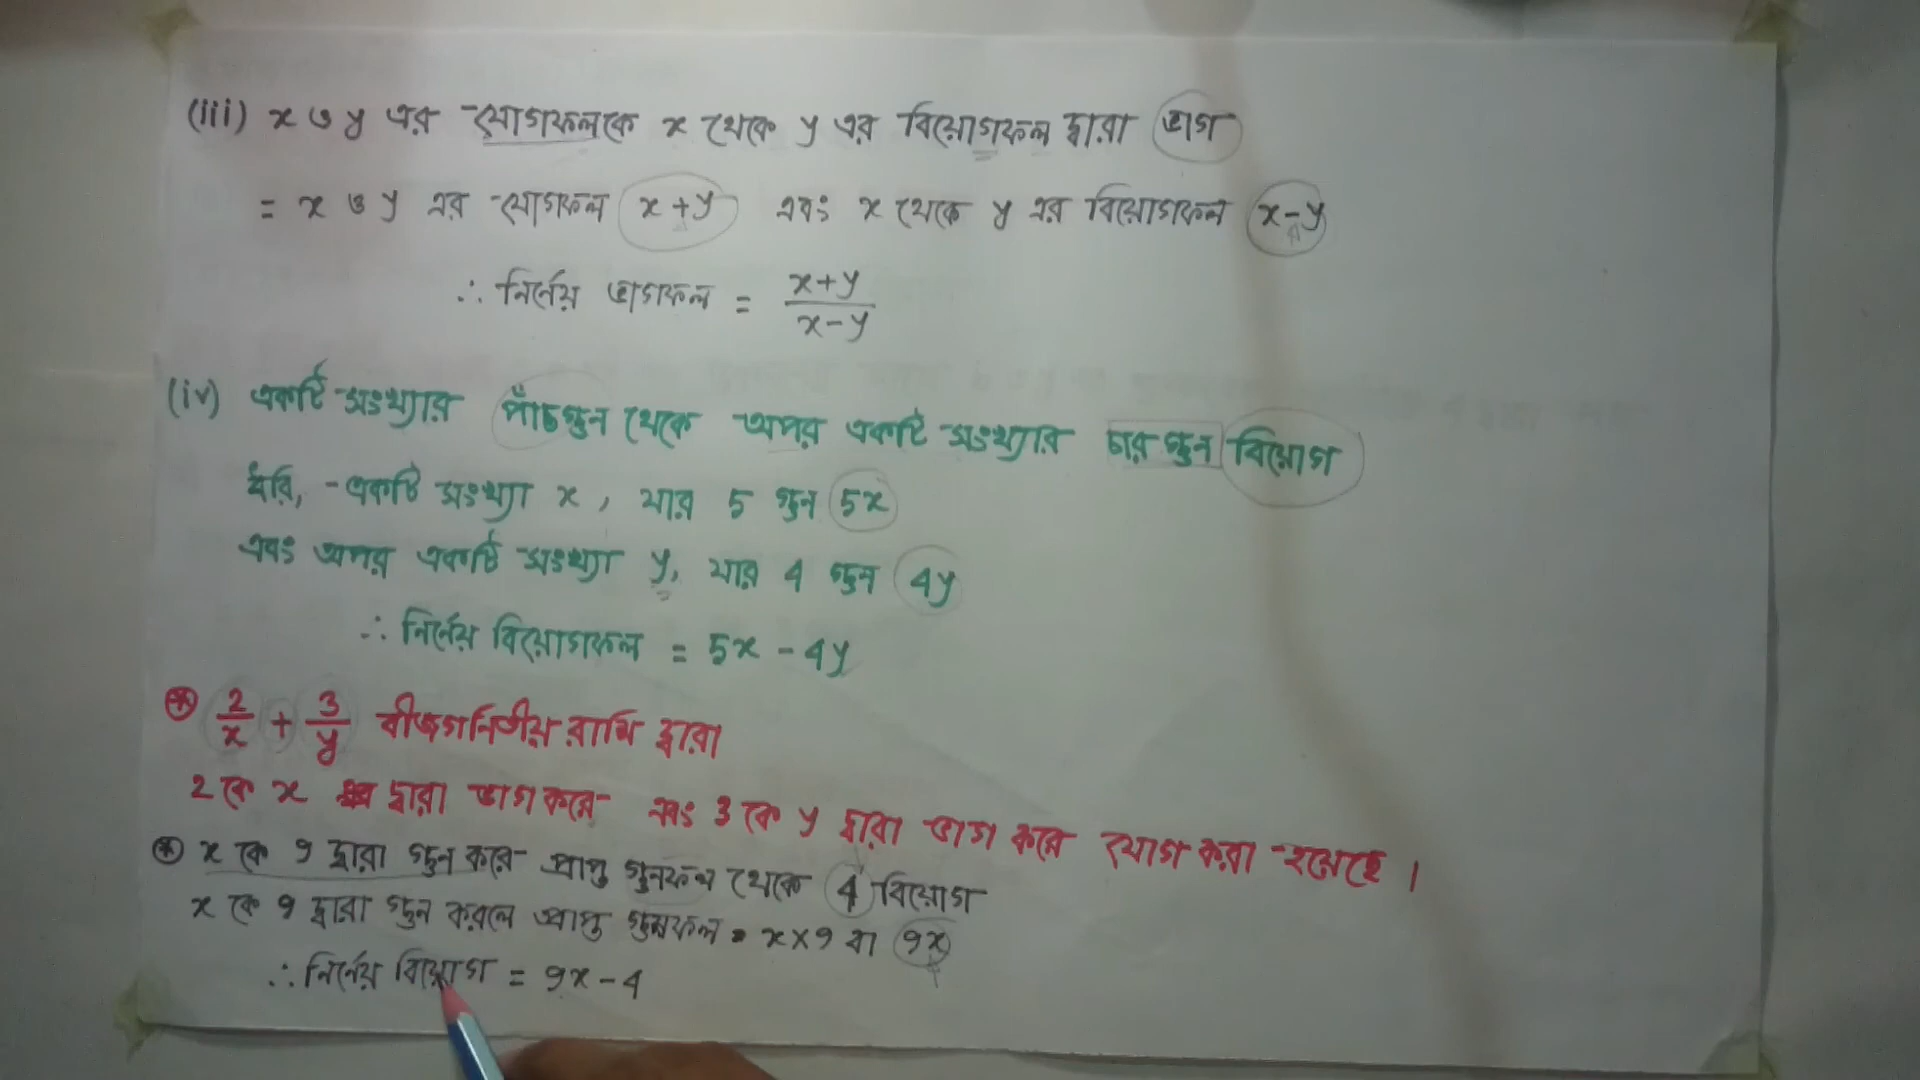 (iii) x ও y এর যোগফলকে x থেকে y এর বিয়োগফল দ্বারা ভাগ
= x ও y এর যোগফল x+y এবং x থেকে y এর বিয়োগফল x-y
∴ নির্নেয় ভাগফল = x+y / x-y
(iv) একটি সংখ্যার পাঁচগুন থেকে অপর একটি সংখ্যার চার গুন বিয়োগ
ধরি, একটি সংখ্যা x, যার 5 গুন 5x
এবং অপর একটি সংখ্যা y, যার 4 গুন 4y
∴ নির্নেয় বিয়োগফল = 5x - 4y
⊛ 2/x + 3/y বীজগনিতীয় রাশি দ্বারা
2 কে x দ্বারা ভাগ করে এবং 3 কে y দ্বারা ভাগ করে যোগ করা হয়েছে।
⊛ x কে 9 দ্বারা গুন করে প্রাপ্ত গুনফল থেকে 4 বিয়োগ
x কে 9 দ্বারা গুন করলে প্রাপ্ত গুনফল = x×9 বা 9x
∴ নির্নেয় বিয়োগ = 9x - 4